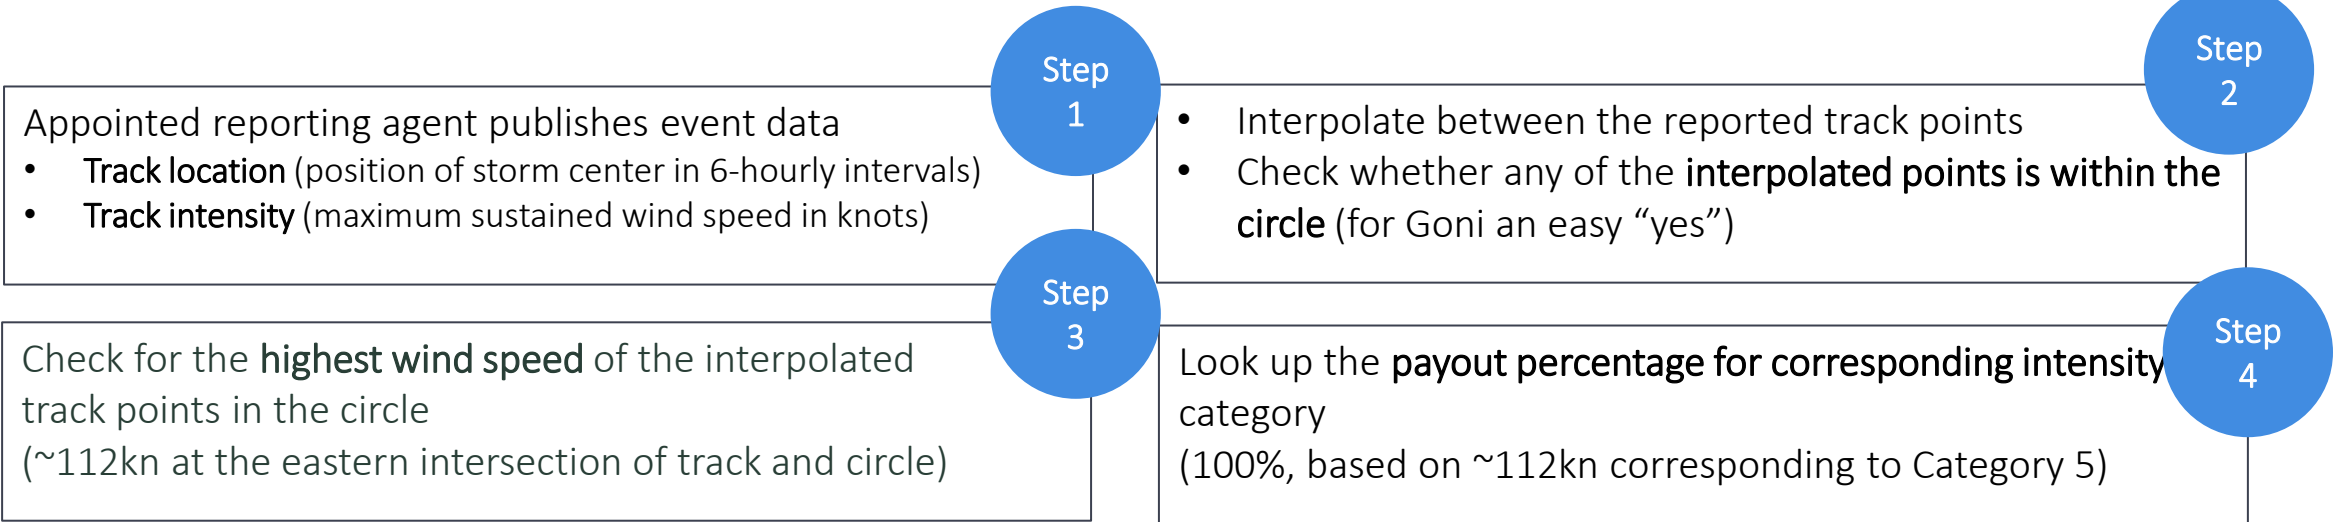 Step
1
Appointed reporting agent publishes event data
• Track location (position of storm center in 6-hourly intervals)
• Track intensity (maximum sustained wind speed in knots)
Step
2
• Interpolate between the reported track points
• Check whether any of the interpolated points is within the
circle (for Goni an easy “yes”)
Step
3
Check for the highest wind speed of the interpolated
track points in the circle
(~112kn at the eastern intersection of track and circle)
Step
4
Look up the payout percentage for corresponding intensity
category
(100%, based on ~112kn corresponding to Category 5)